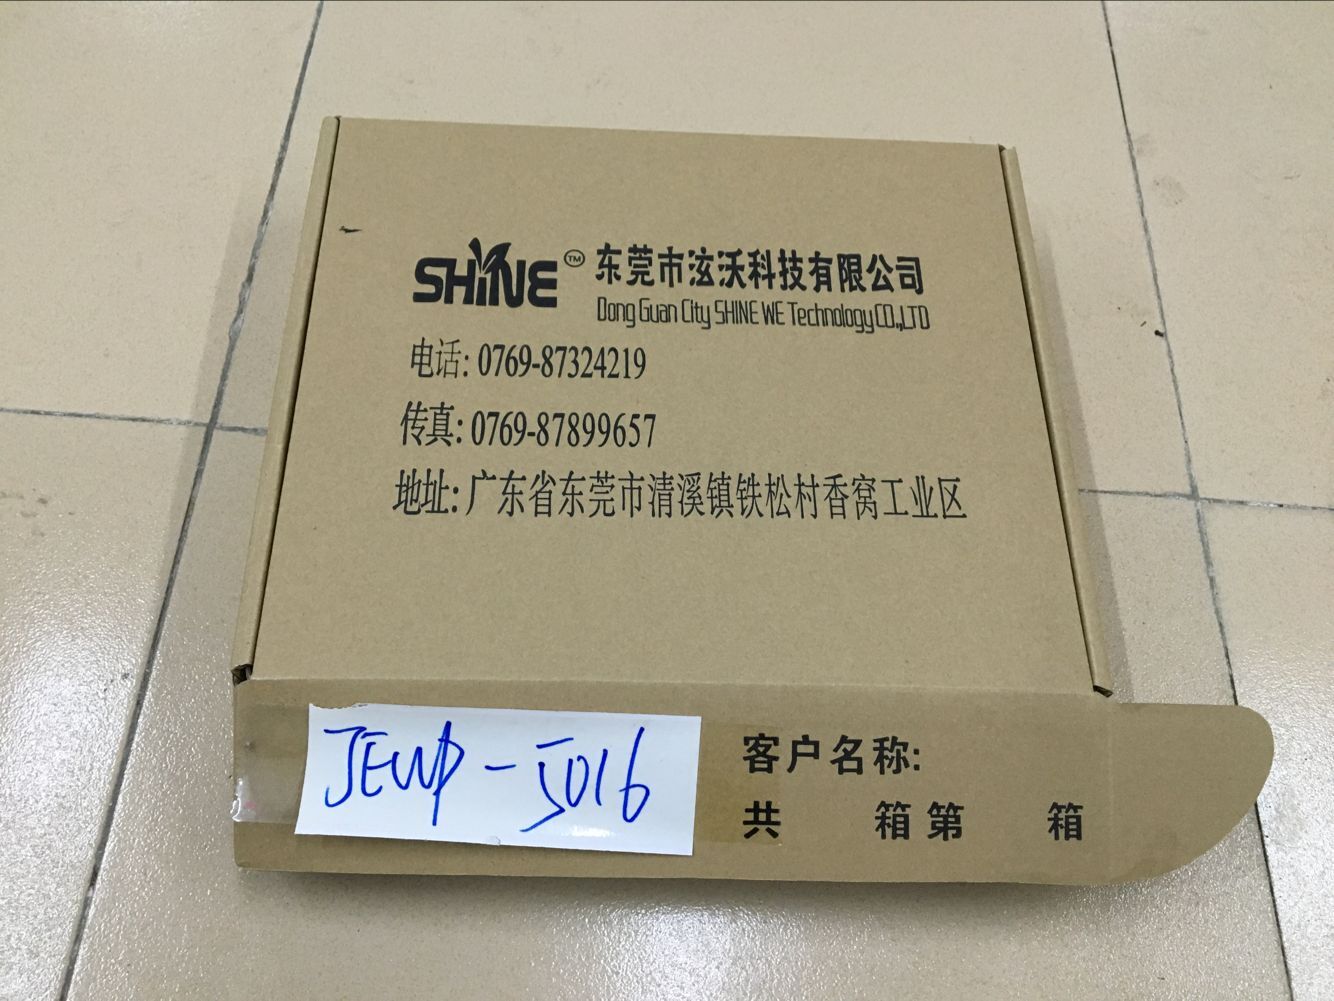 SHINE™ 东莞市泫沃科技有限公司
Dong Guan City SHINE WE Technology CO.,LTD
电话: 0769-87324219
传真: 0769-87899657
地址: 广东省东莞市清溪镇铁松村香窝工业区
JEWP-5016
客户名称:
共 箱 第 箱